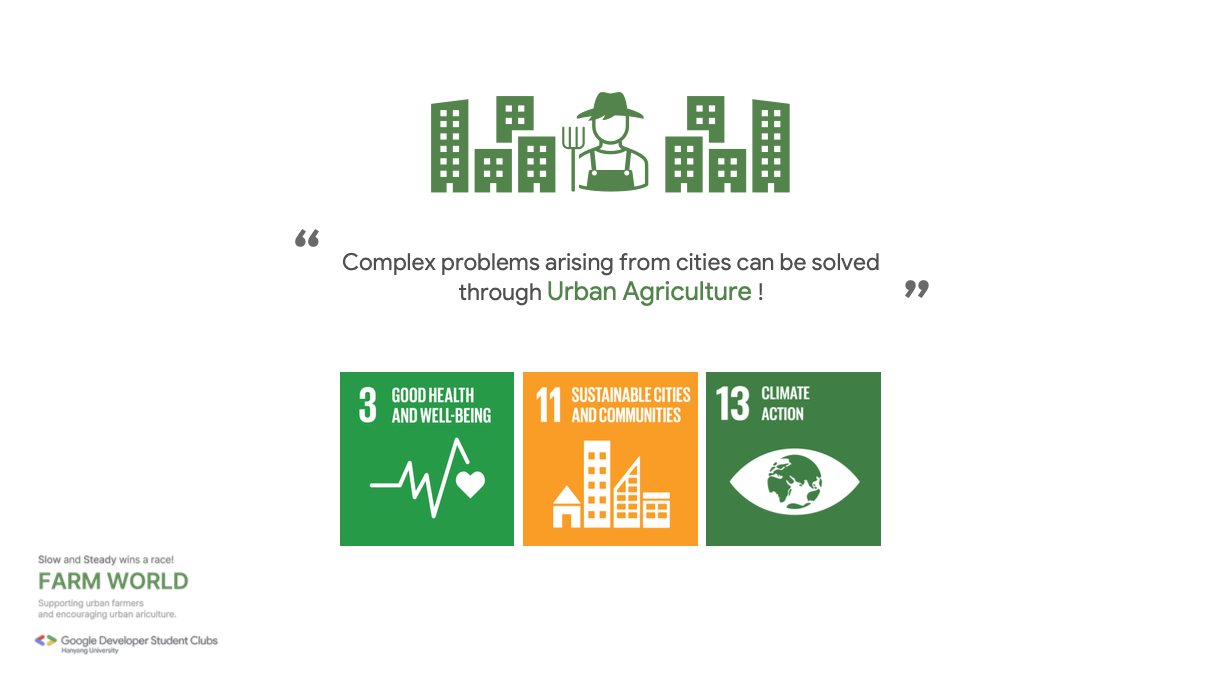 “
Complex problems arising from cities can be solved
through Urban Agriculture !
”
3 GOOD HEALTH
AND WELL-BEING
11 SUSTAINABLE CITIES
AND COMMUNITIES
13 CLIMATE
ACTION
Slow and Steady wins a race!
FARM WORLD
Supporting urban farmers
and encouraging urban ariculture.
Google Developer Student Clubs
Hanyang University